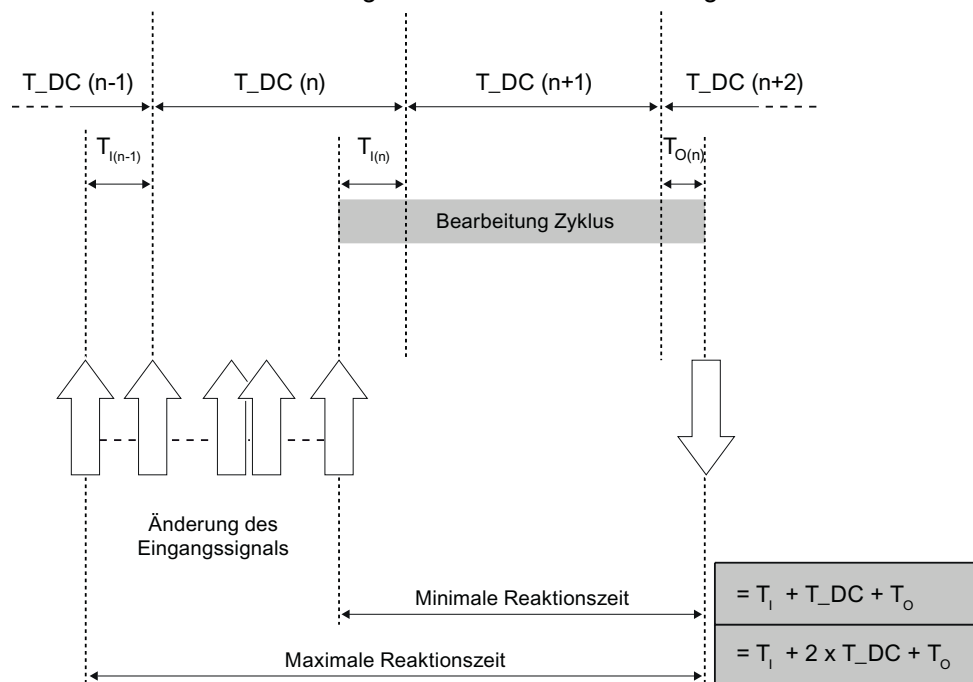 T_DC (n-1)
T_DC (n)
T_DC (n+1)
T_DC (n+2)
T_I(n-1)
T_I(n)
T_O(n)
Bearbeitung Zyklus
Änderung des
Eingangssignals
Minimale Reaktionszeit
= T_I + T_DC + T_O
Maximale Reaktionszeit
= T_I + 2 x T_DC + T_O